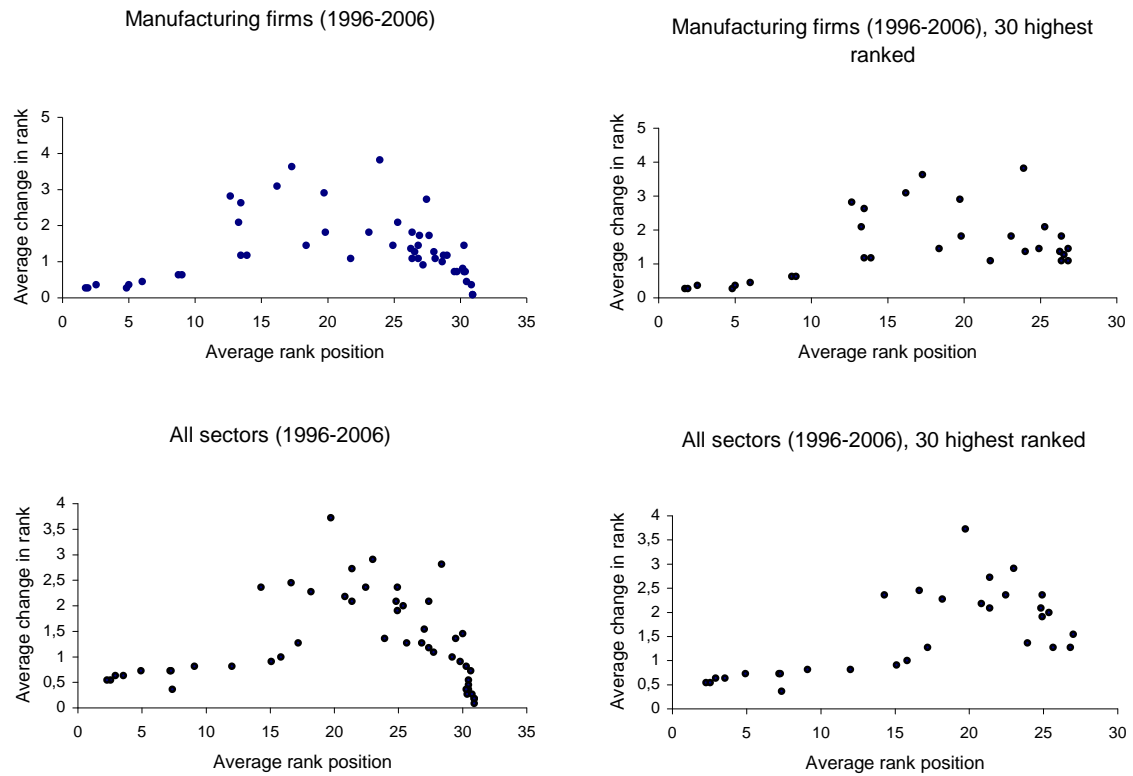 Manufacturing firms (1996-2006)
5
4
3
2
1
0
Average change in rank
0 5 10 15 20 25 30 35
Average rank position
Manufacturing firms (1996-2006), 30 highest
ranked
5
4
3
2
1
0
Average change in rank
0 5 10 15 20 25 30
Average rank position
All sectors (1996-2006)
4
3,5
3
2,5
2
1,5
1
0,5
0
Average change in rank
0 5 10 15 20 25 30 35
Average rank position
All sectors (1996-2006), 30 highest ranked
4
3,5
3
2,5
2
1,5
1
0,5
0
Average change in rank
0 5 10 15 20 25 30
Average rank position